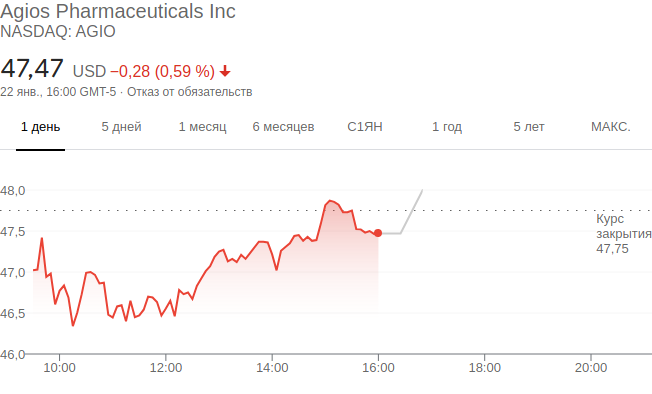 Agios Pharmaceuticals Inc
NASDAQ: AGIO
47,47 USD −0,28 (0,59 %)
22 янв., 16:00 GMT-5 · Отказ от обязательств
1 день 5 дней 1 месяц 6 месяцев С1ЯН 1 год 5 лет МАКС.
48,0
Курс
закрытия
47,75
47,5
47,0
46,5
46,0
10:00 12:00 14:00 16:00 18:00 20:00